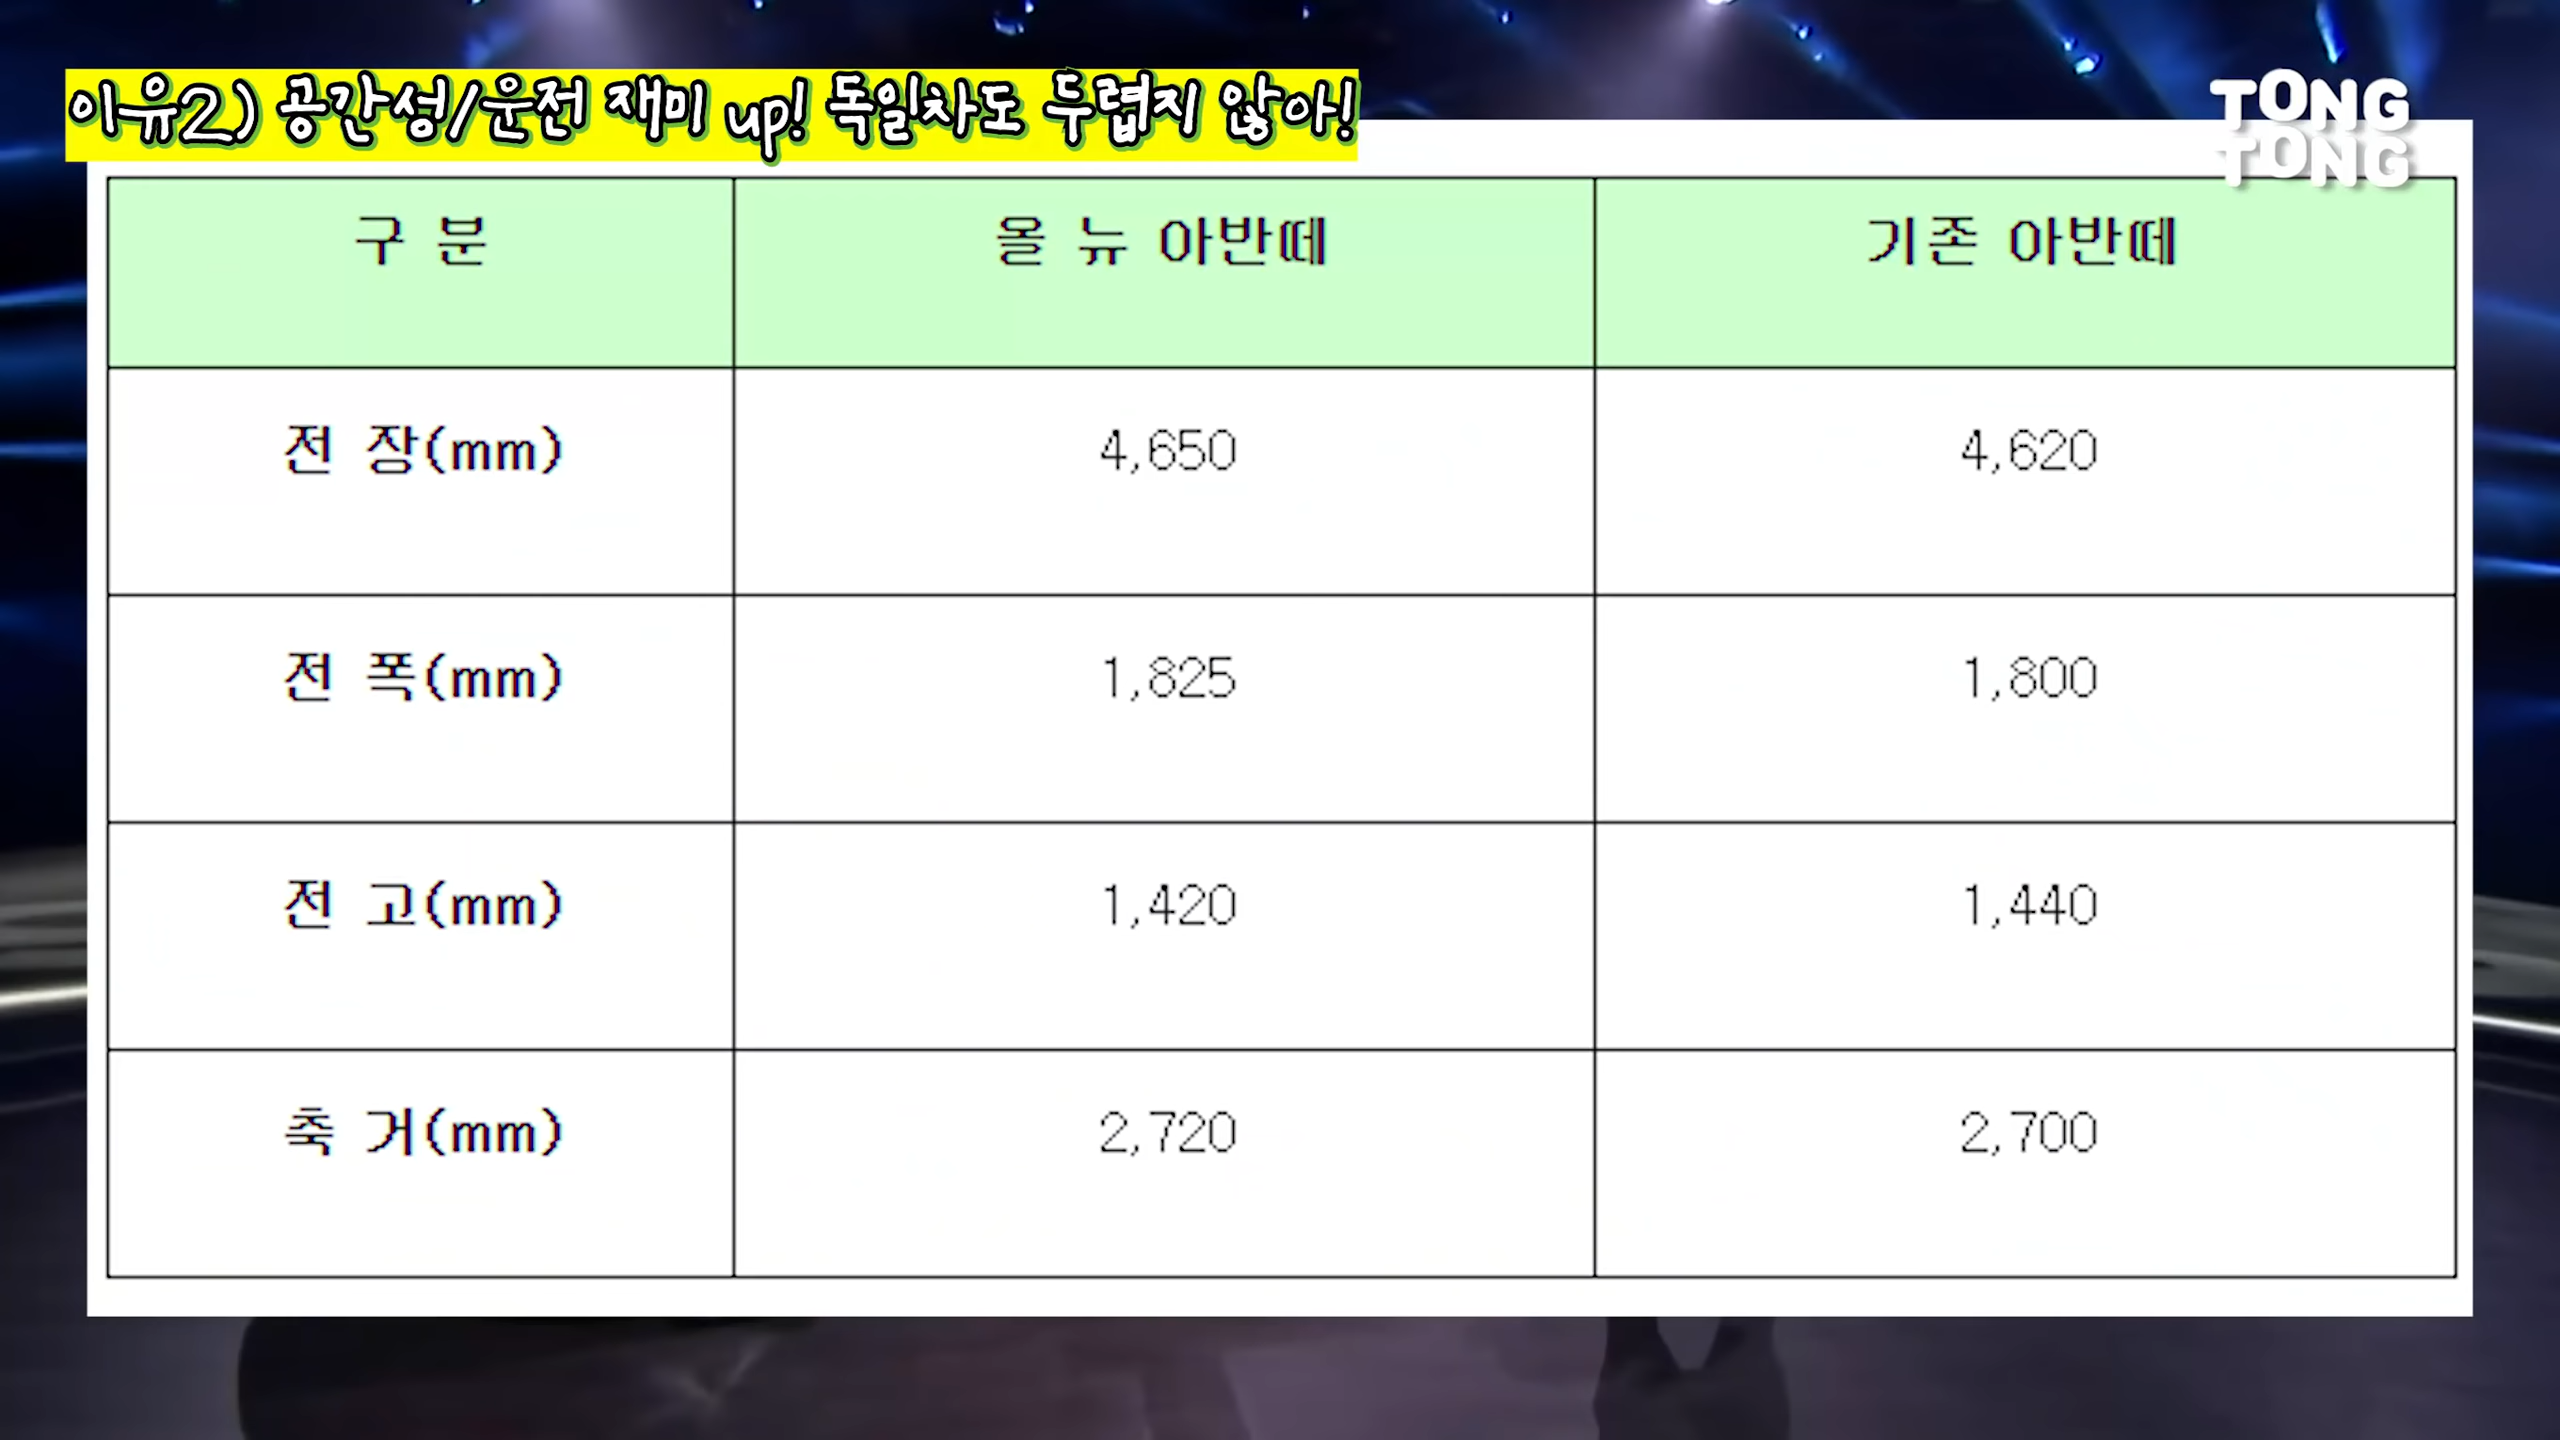 이유2) 공간성/운전 재미 up! 독일차도 두렵지 않아!
TONG
TONG
구 분 올 뉴 아반떼 기존 아반떼
전 장(mm) 4,650 4,620
전 폭(mm) 1,825 1,800
전 고(mm) 1,420 1,440
축 거(mm) 2,720 2,700